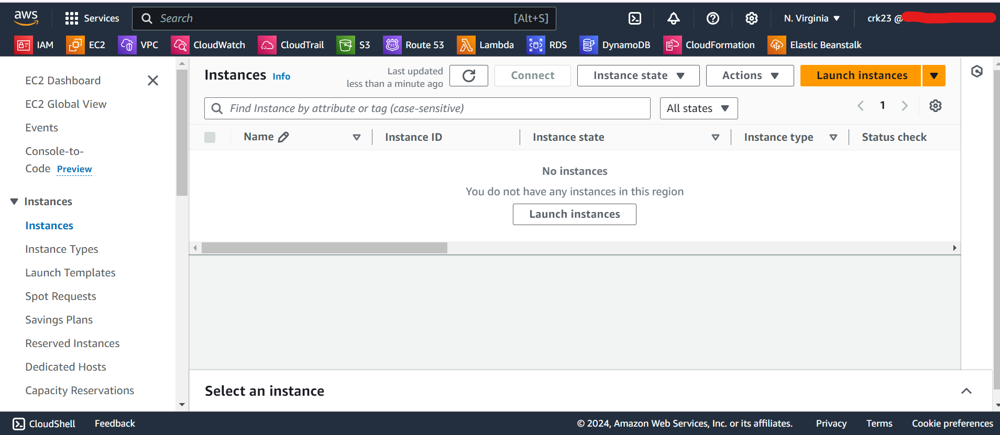 aws
Services
Search [Alt+S]
N. Virginia
crk23 @
IAM EC2 VPC CloudWatch CloudTrail S3 Route 53 Lambda RDS DynamoDB CloudFormation Elastic Beanstalk
EC2 Dashboard
EC2 Global View
Events
Console-to-
Code Preview
Instances
Instances
Instance Types
Launch Templates
Spot Requests
Savings Plans
Reserved Instances
Dedicated Hosts
Capacity Reservations
Instances Info
Last updated
less than a minute ago
Connect
Instance state
Actions
Launch instances
Find Instance by attribute or tag (case-sensitive)
All states
1
Name Instance ID Instance state Instance type Status check
No instances
You do not have any instances in this region
Launch instances
Select an instance
CloudShell Feedback © 2024, Amazon Web Services, Inc. or its affiliates. Privacy Terms Cookie preferences